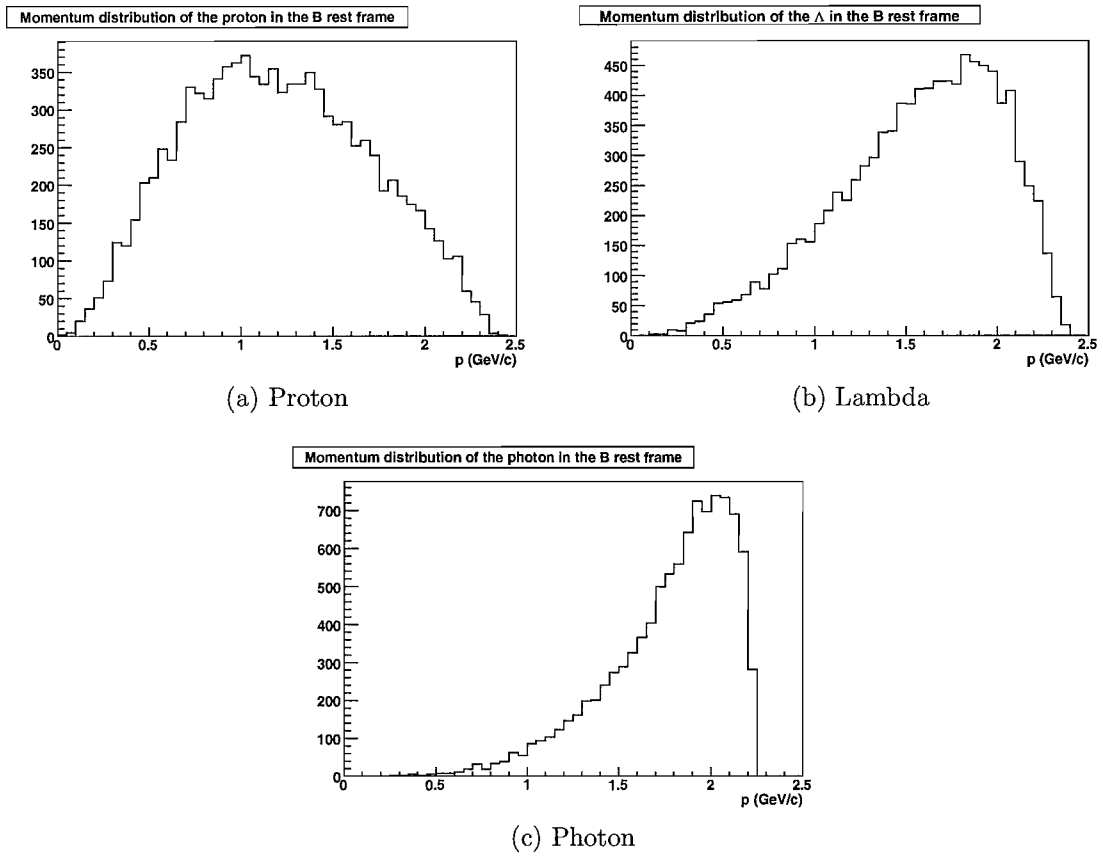 Momentum distribution of the proton in the B rest frame
350
300
250
200
150
100
50
0
0 0.5 1 1.5 2 2.5
p (GeV/c)
(a) Proton
Momentum distribution of the Λ in the B rest frame
450
400
350
300
250
200
150
100
50
0
0 0.5 1 1.5 2 2.5
p (GeV/c)
(b) Lambda
Momentum distribution of the photon in the B rest frame
700
600
500
400
300
200
100
0
0 0.5 1 1.5 2 2.5
p (GeV/c)
(c) Photon